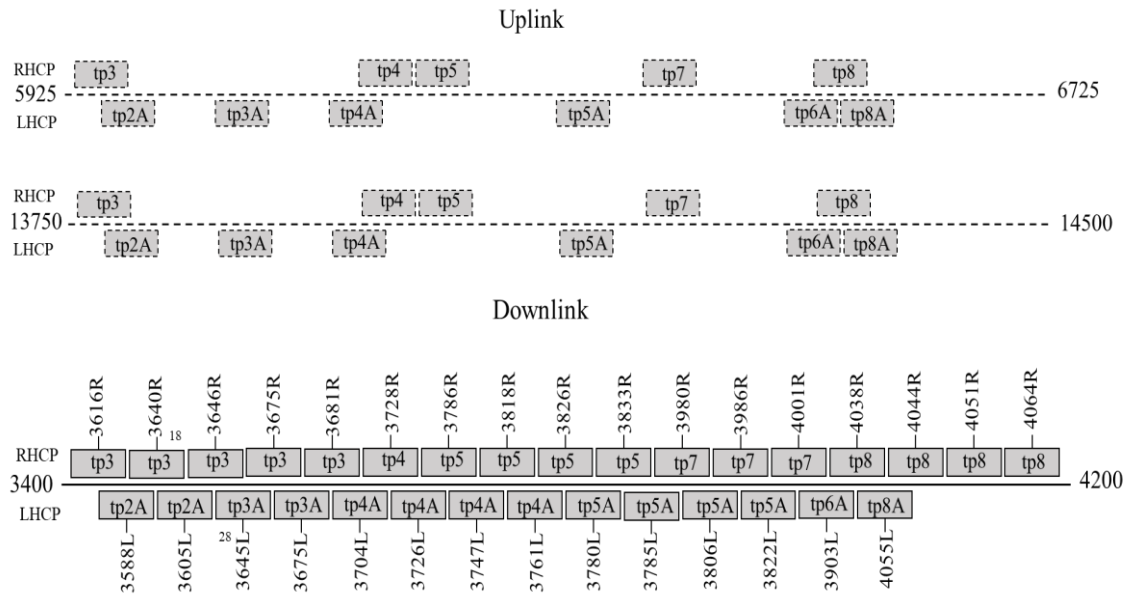 Uplink
RHCP tp3 tp4 tp5 tp7 tp8
5925 6725
LHCP tp2A tp3A tp4A tp5A tp6A tp8A
RHCP tp3 tp4 tp5 tp7 tp8
13750 14500
LHCP tp2A tp3A tp4A tp5A tp6A tp8A
Downlink
3616R 3640R 3646R 3675R 3681R 3728R 3786R 3818R 3826R 3833R 3980R 3986R 4001R 4038R 4044R 4051R 4064R
18
RHCP tp3 tp3 tp3 tp3 tp3 tp4 tp5 tp5 tp5 tp5 tp7 tp7 tp7 tp8 tp8 tp8 tp8
3400 4200
LHCP tp2A tp2A tp3A tp3A tp4A tp4A tp4A tp4A tp5A tp5A tp5A tp5A tp6A tp8A
28
3588L 3605L 3645L 3675L 3704L 3726L 3747L 3761L 3780L 3785L 3806L 3822L 3903L 4055L